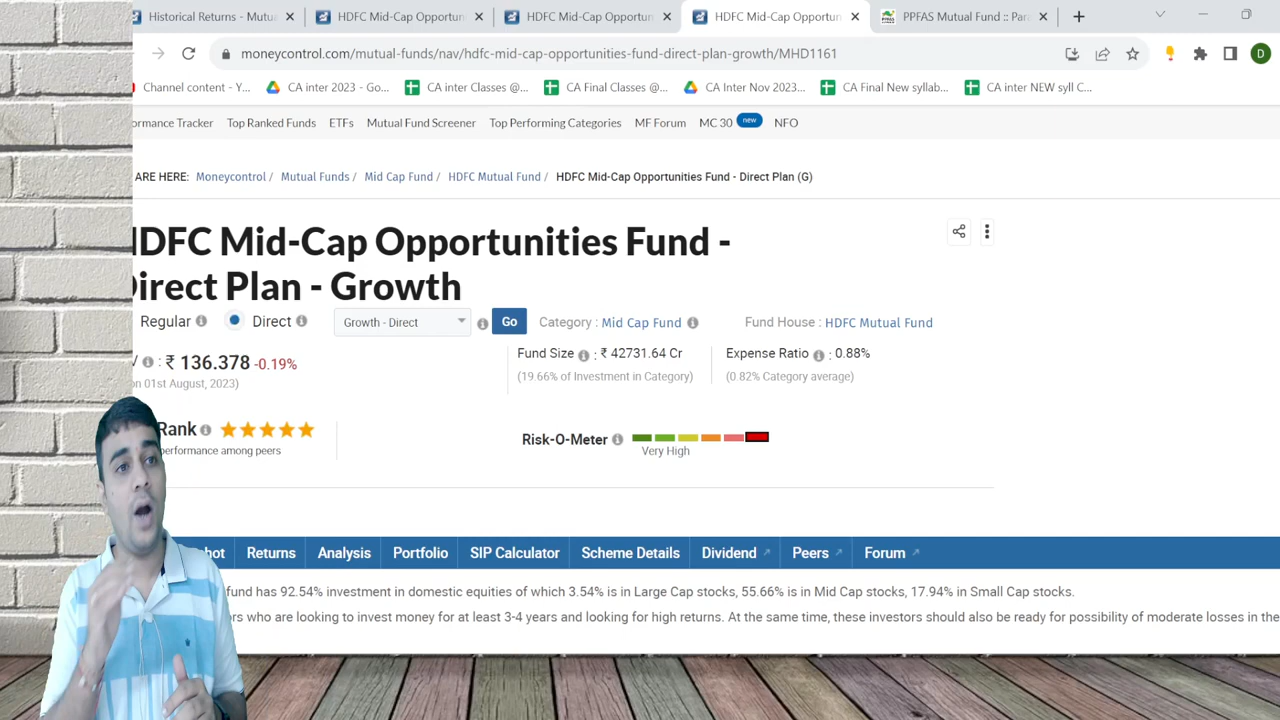 Historical Returns - Mutu
HDFC Mid-Cap Opportun
HDFC Mid-Cap Opportun
HDFC Mid-Cap Opportun
PPFAS Mutual Fund :: Par
moneycontrol.com/mutual-funds/nav/hdfc-mid-cap-opportunities-fund-direct-plan-growth/MHD1161
D
Channel content - Y...
CA inter 2023 - Go...
CA inter Classes @...
CA Final Classes @...
CA Inter Nov 2023...
CA Final New syllab...
CA inter NEW syll C...
ormance Tracker
Top Ranked Funds
ETFs
Mutual Fund Screener
Top Performing Categories
MF Forum
MC 30 new
NFO
ARE HERE: Moneycontrol / Mutual Funds / Mid Cap Fund / HDFC Mutual Fund / HDFC Mid-Cap Opportunities Fund - Direct Plan (G)
HDFC Mid-Cap Opportunities Fund -
Direct Plan - Growth
Regular Direct Growth - Direct Go Category : Mid Cap Fund Fund House : HDFC Mutual Fund
: ₹ 136.378 -0.19%
on 01st August, 2023)
Fund Size : ₹ 42731.64 Cr
(19.66% of Investment in Category)
Expense Ratio : 0.88%
(0.82% Category average)
Rank
performance among peers
Risk-O-Meter
Very High
hot
Returns
Analysis
Portfolio
SIP Calculator
Scheme Details
Dividend
Peers
Forum
fund has 92.54% investment in domestic equities of which 3.54% is in Large Cap stocks, 55.66% is in Mid Cap stocks, 17.94% in Small Cap stocks.
rs who are looking to invest money for at least 3-4 years and looking for high returns. At the same time, these investors should also be ready for possibility of moderate losses in the